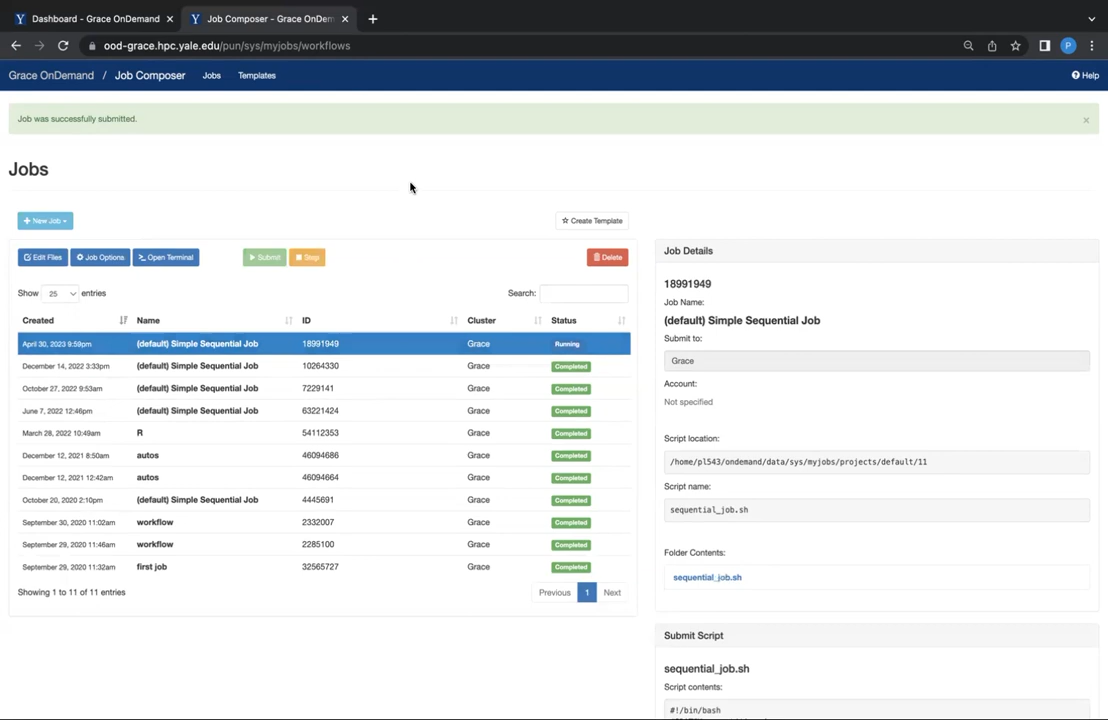 Dashboard - Grace OnDemand
Job Composer - Grace OnDem
ood-grace.hpc.yale.edu/pun/sys/myjobs/workflows
Grace OnDemand / Job Composer Jobs Templates Help
Job was successfully submitted.
Jobs
New Job
Create Template
Edit Files Job Options Open Terminal Submit Stop Delete
Show 25 entries Search:
Created Name ID Cluster Status
April 30, 2023 9:59pm (default) Simple Sequential Job 18991949 Grace Running
December 14, 2022 3:33pm (default) Simple Sequential Job 10264330 Grace Completed
October 27, 2022 9:53am (default) Simple Sequential Job 7229141 Grace Completed
June 7, 2022 12:46pm (default) Simple Sequential Job 63221424 Grace Completed
March 28, 2022 10:49am R 54112353 Grace Completed
December 12, 2021 8:50am autos 46094686 Grace Completed
December 12, 2021 12:42am autos 46094664 Grace Completed
October 20, 2020 2:10pm (default) Simple Sequential Job 4445691 Grace Completed
September 30, 2020 11:02am workflow 2332007 Grace Completed
September 29, 2020 11:46am workflow 2285100 Grace Completed
September 29, 2020 11:32am first job 32565727 Grace Completed
Showing 1 to 11 of 11 entries Previous 1 Next
Job Details
18991949
Job Name:
(default) Simple Sequential Job
Submit to:
Grace
Account:
Not specified
Script location:
/home/pl543/ondemand/data/sys/myjobs/projects/default/11
Script name:
sequential_job.sh
Folder Contents:
sequential_job.sh
Submit Script
sequential_job.sh
Script contents:
#!/bin/bash